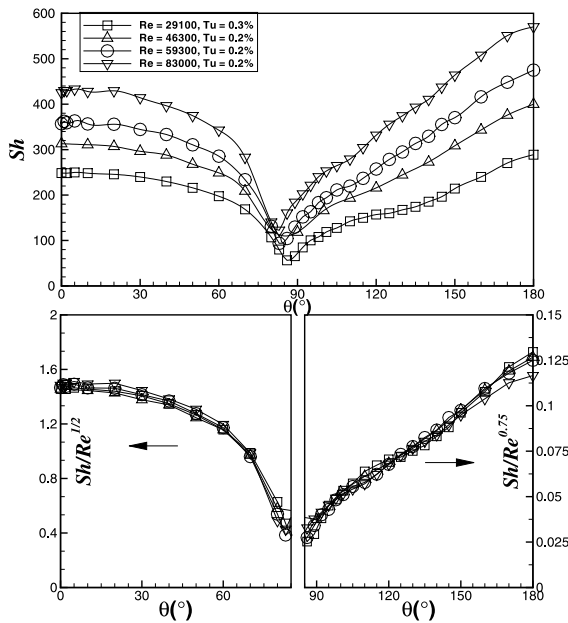 Re = 29100, Tu = 0.3%
Re = 46300, Tu = 0.2%
Re = 59300, Tu = 0.2%
Re = 83000, Tu = 0.2%
600
500
400
300
200
100
0
Sh
0 30 60 90 120 150 180
θ(°)
2
1.6
1.2
0.8
0.4
0
Sh/Re^1/2
0 30 60
θ(°)
0.15
0.125
0.1
0.075
0.05
0.025
0
Sh/Re^0.75
90 120 150 180
θ(°)